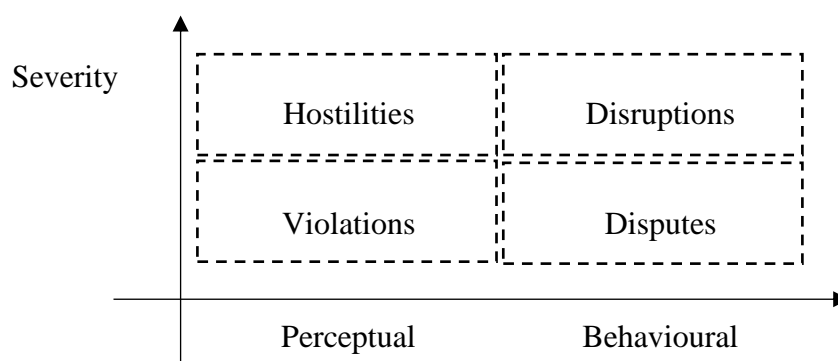 Severity
Hostilities Disruptions
Violations Disputes
Perceptual Behavioural